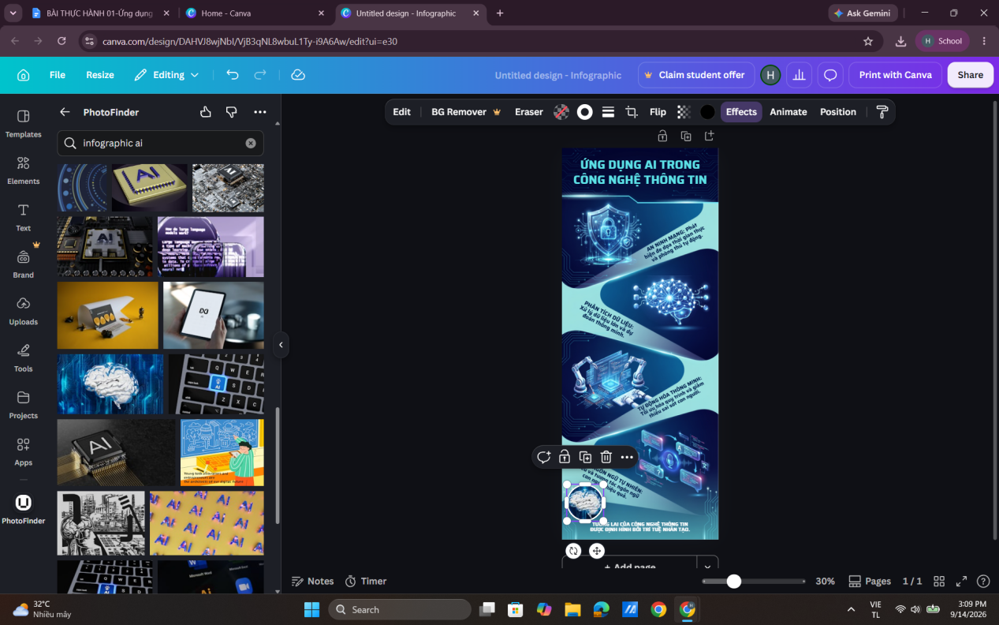 BÀI THỰC HÀNH 01-Ứng dụng
Home - Canva
Untitled design - Infographic
Ask Gemini
canva.com/design/DAHVJ8wjNbI/VjB3qNL8wbuL1Ty-i9A6Aw/edit?ui=e30
H School
File Resize Editing
Untitled design - Infographic
Claim student offer
H
Print with Canva
Share
Templates
Elements
Text
Brand
Uploads
Tools
Projects
Apps
PhotoFinder
PhotoFinder
infographic ai
AI
AI
AI
How do large language models work?
AI
AI
Edit BG Remover Eraser Flip Effects Animate Position
ỨNG DỤNG AI TRONG
CÔNG NGHỆ THÔNG TIN
AN NINH MẠNG: Phát
hiện đe dọa thời gian thực
và phòng thủ tự động.
PHÂN TÍCH DỮ LIỆU:
Xử lý dữ liệu lớn và dự
đoán thông minh.
TỰ ĐỘNG HÓA THÔNG MINH:
Tối ưu hóa quy trình và giảm
thiểu sai sót con người.
NGÔN NGỮ TỰ NHIÊN:
và tương tác ngôn ngữ
hiệu quả.
TƯƠNG LAI CỦA CÔNG NGHỆ THÔNG TIN
ĐƯỢC ĐỊNH HÌNH BỞI TRÍ TUỆ NHÂN TẠO.
+ Add page
Notes Timer
30% Pages 1 / 1
32°C
Nhiều mây
Search
VIE
TL
3:09 PM
9/14/2026